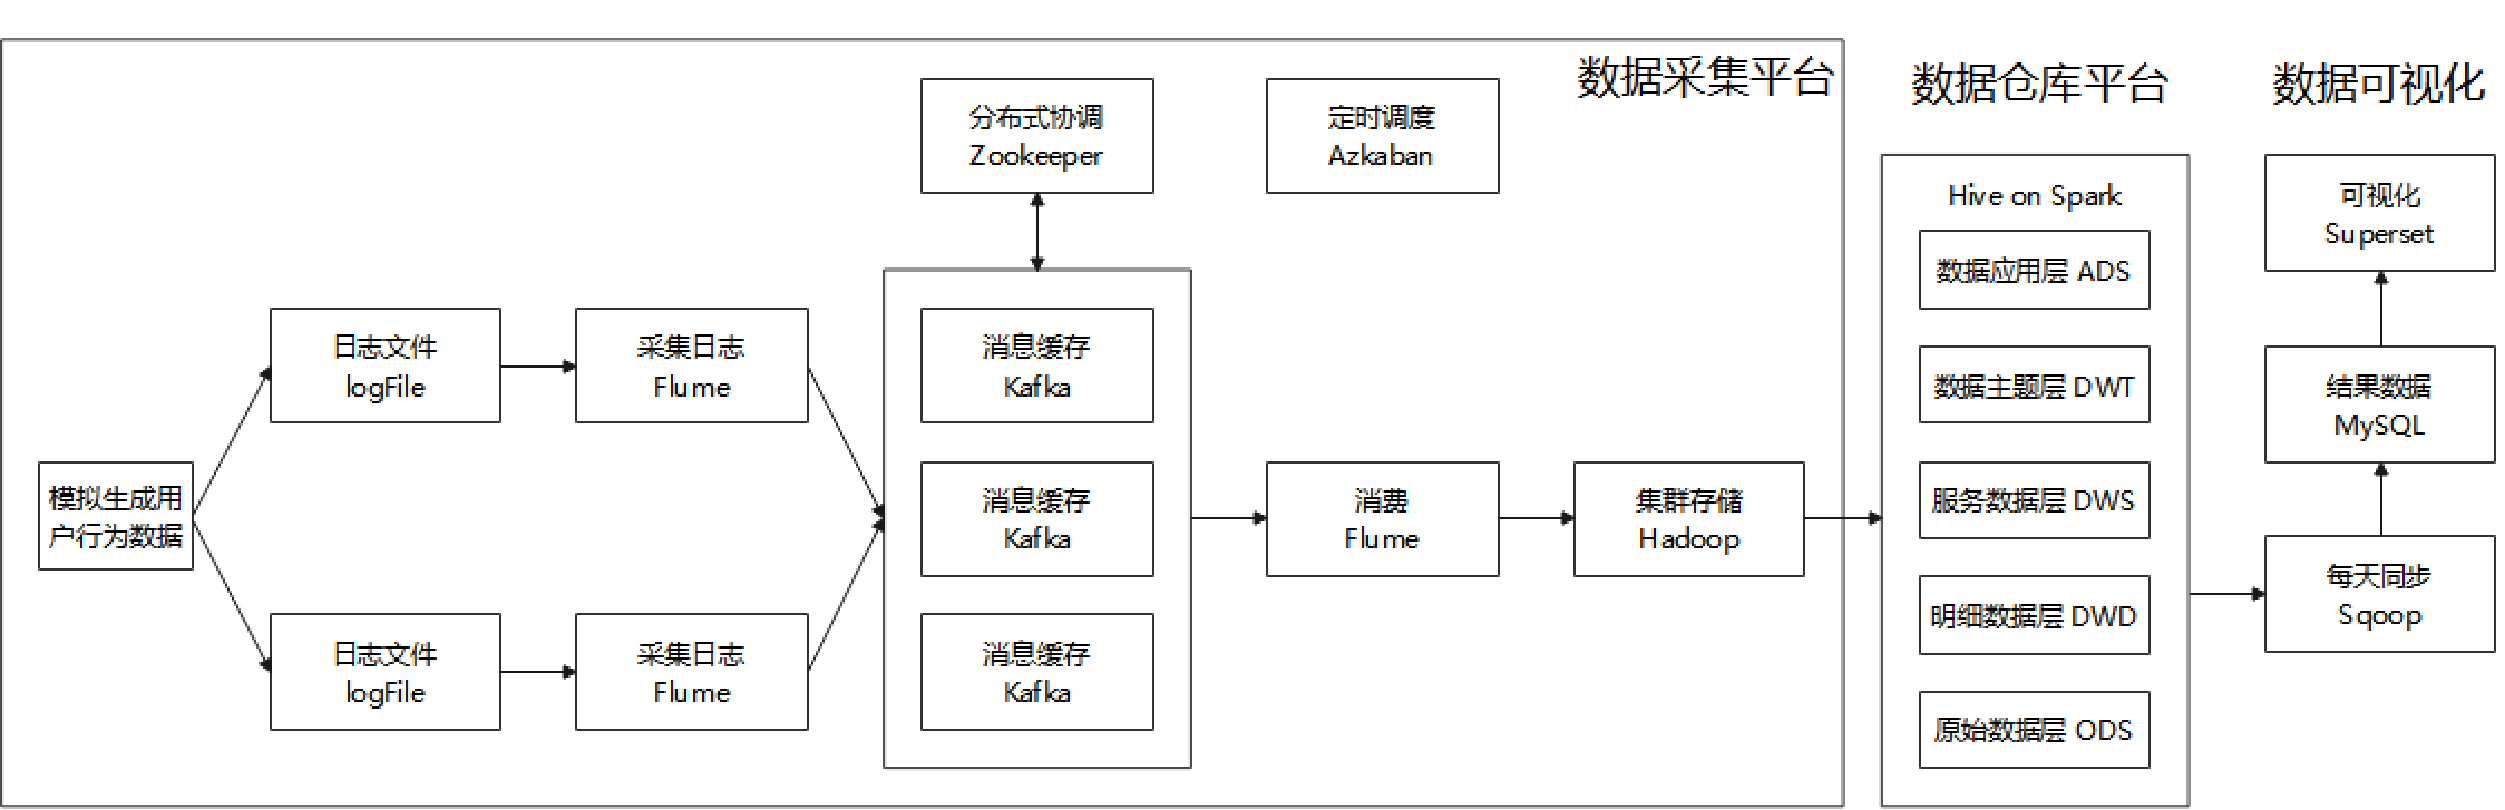 数据采集平台
数据仓库平台
数据可视化
分布式协调
Zookeeper
定时调度
Azkaban
模拟生成用
户行为数据
日志文件
logFile
采集日志
Flume
日志文件
logFile
采集日志
Flume
消息缓存
Kafka
消息缓存
Kafka
消息缓存
Kafka
消费
Flume
集群存储
Hadoop
Hive on Spark
数据应用层 ADS
数据主题层 DWT
服务数据层 DWS
明细数据层 DWD
原始数据层 ODS
可视化
Superset
结果数据
MySQL
每天同步
Sqoop